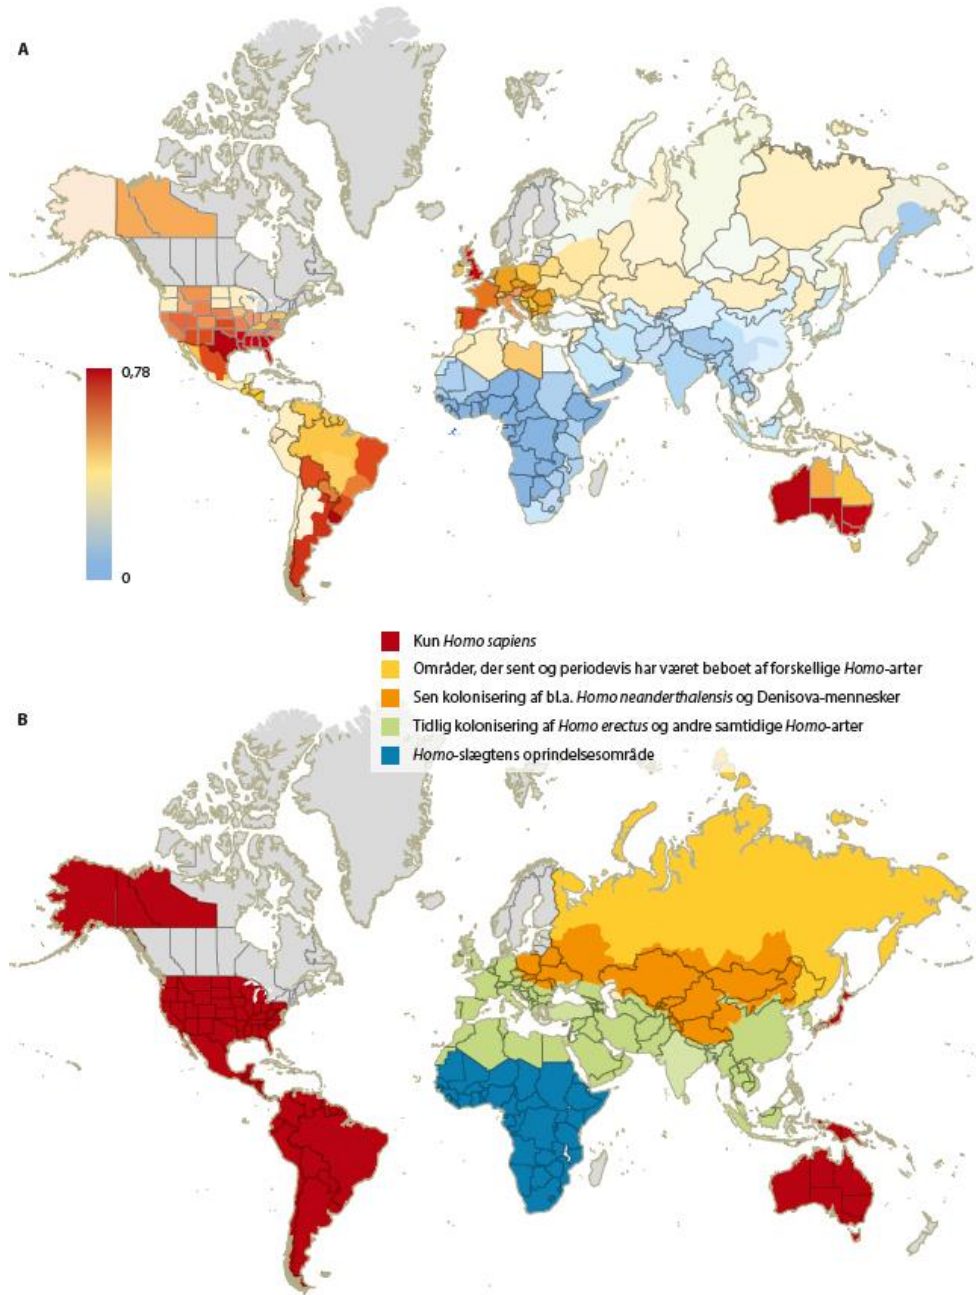 A
0,78
0
Kun Homo sapiens
Områder, der sent og periodevis har været beboet af forskellige Homo-arter
Sen kolonisering af bl.a. Homo neanderthalensis og Denisova-mennesker
Tidlig kolonisering af Homo erectus og andre samtidige Homo-arter
Homo-slægtens oprindelsesområde
B